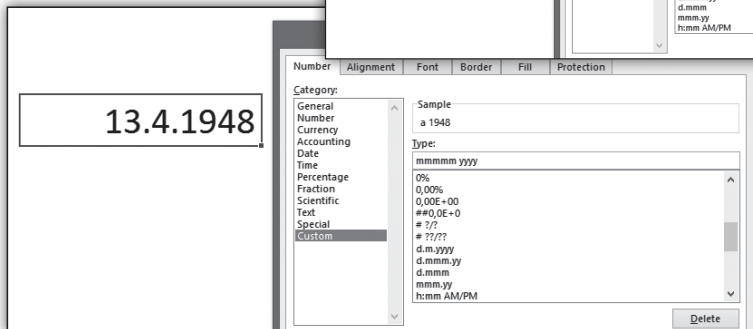 d.mmm
mmm.yy
h:mm AM/PM
Number Alignment Font Border Fill Protection
Category:
General
Number
Currency
Accounting
Date
Time
Percentage
Fraction
Scientific
Text
Special
Custom
13.4.1948
Sample
a 1948
Type:
mmmmm yyyy
0%
0,00%
0,00E+00
##0,0E+0
# ?/?
# ??/??
d.m.yyyy
d.mmm.yy
d.mmm
mmm.yy
h:mm AM/PM
Delete